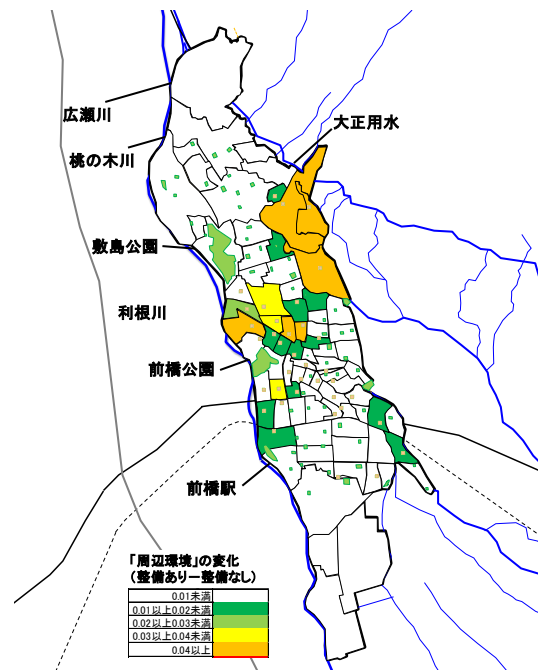 広瀬川
大正用水
桃の木川
敷島公園
利根川
前橋公園
前橋駅
「周辺環境」の変化
(整備あり－整備なし)
0.01未満
0.01以上0.02未満
0.02以上0.03未満
0.03以上0.04未満
0.04以上